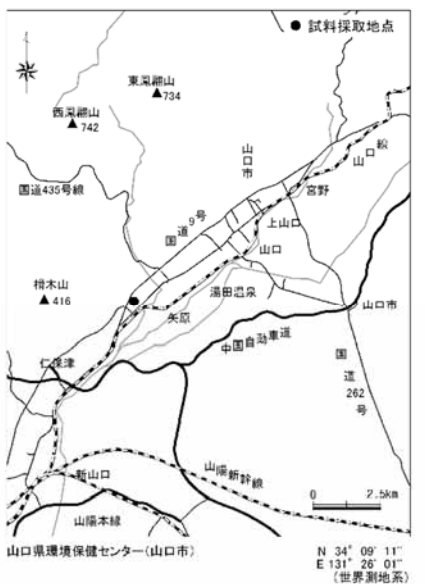 ● 試料採取地点
東鳳翩山
▲734
西鳳翩山
▲742
国道435号線
山口市
国道9号
山口線
宮野
上山口
山口
湯田温泉
▲416
矢原
山口市
中国自動車道
仁保津
国道262号
新山口
山陽新幹線
山陽本線
0 2.5km
山口県環境保健センター(山口市)
N 34° 09' 11"
E 131° 26' 01"
(世界測地系)